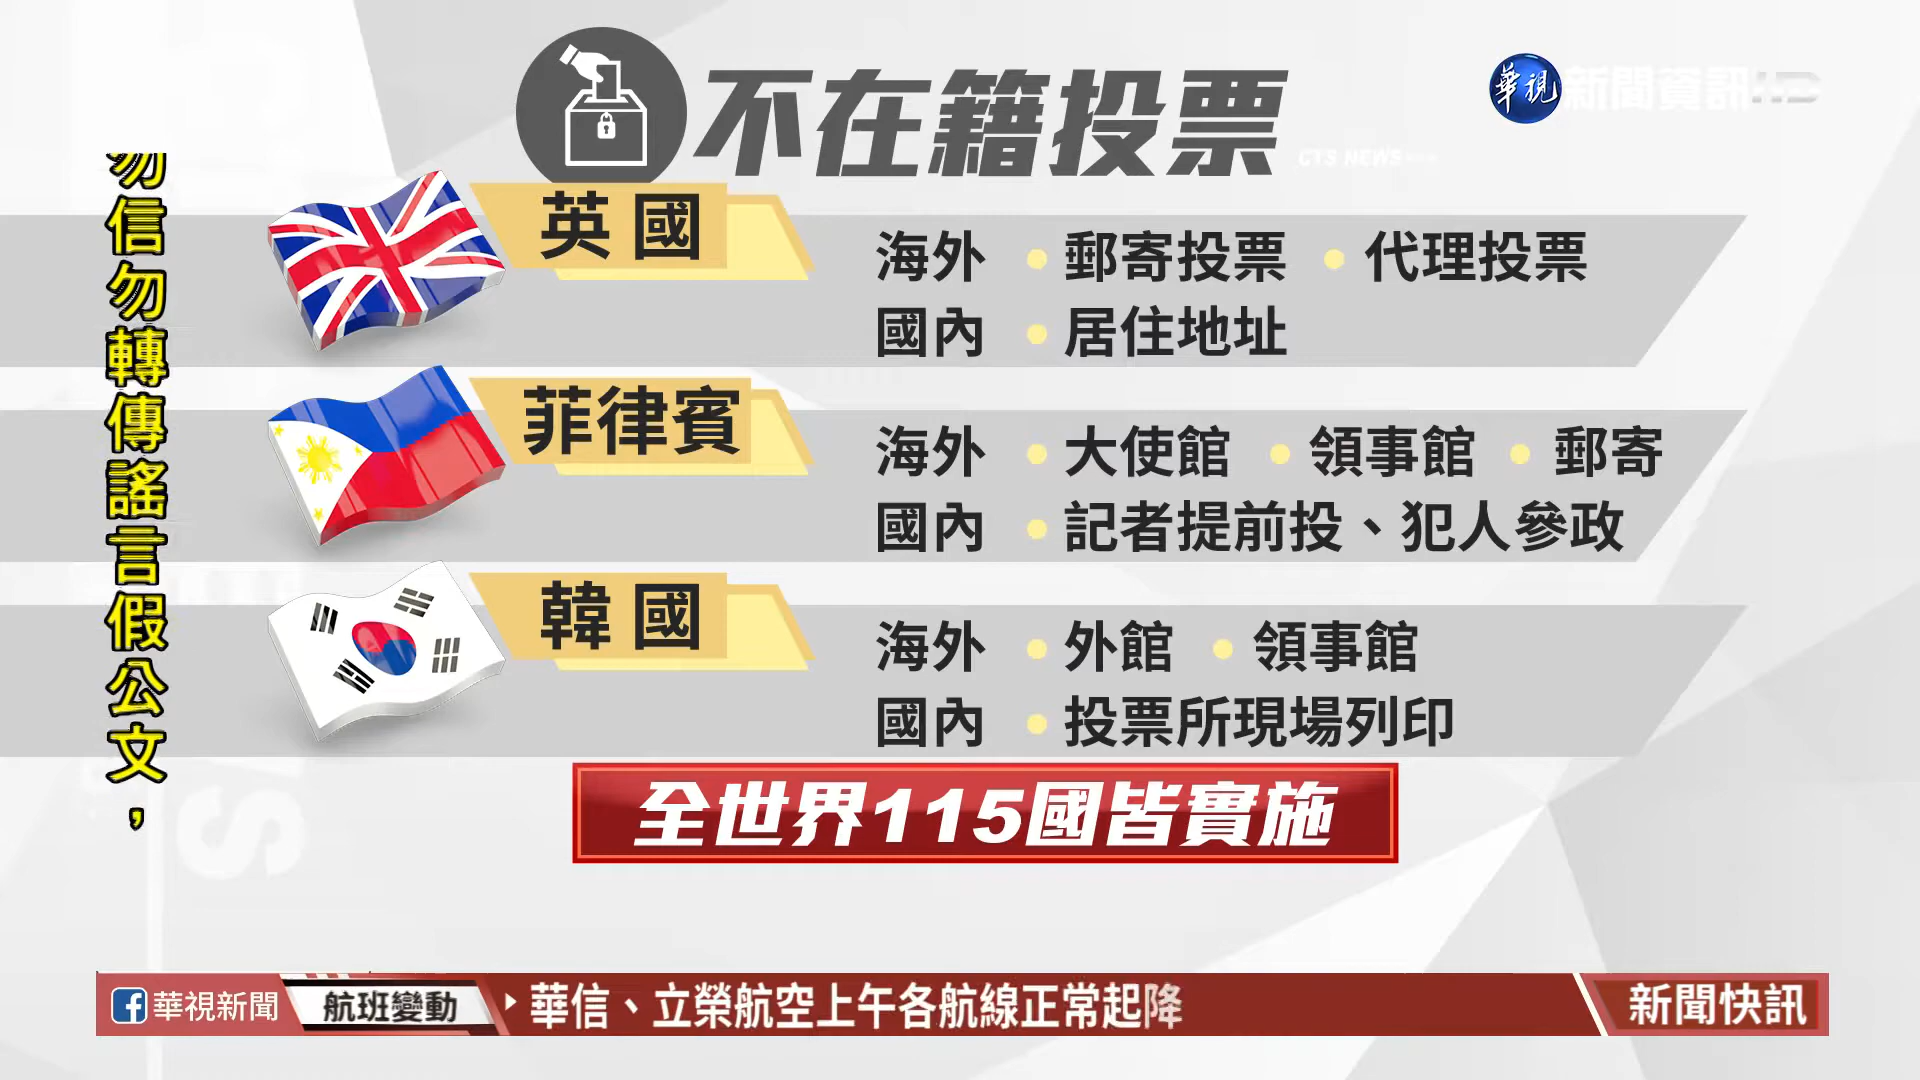 不在籍投票
華視 新聞資訊HD
CTS NEWS
勿信勿轉傳謠言假公文，
英國
海外 • 郵寄投票 • 代理投票
國內 • 居住地址
菲律賓
海外 • 大使館 • 領事館 • 郵寄
國內 • 記者提前投、犯人參政
韓國
海外 • 外館 • 領事館
國內 • 投票所現場列印
全世界115國皆實施
華視新聞 航班變動 華信、立榮航空上午各航線正常起降 新聞快訊